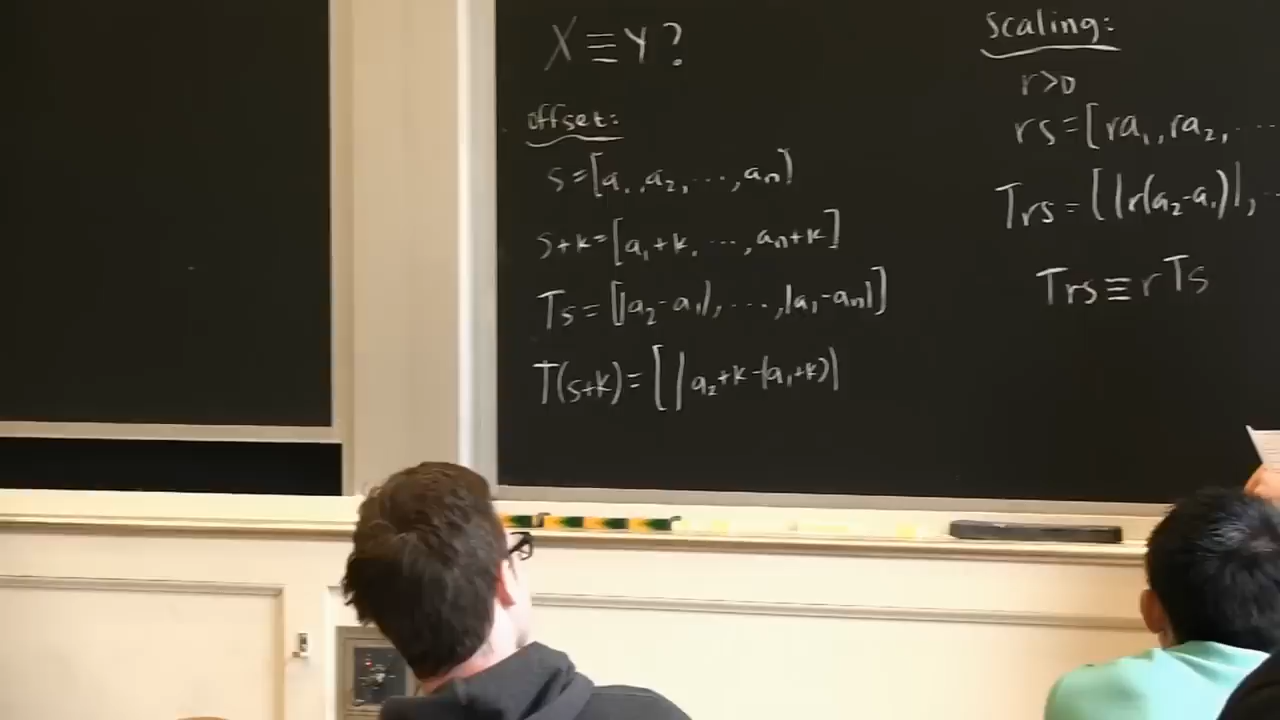 X ≡ Y ?
offset:
s = [a₁, a₂, ..., aₙ]
s+k = [a₁+k, ..., aₙ+k]
Ts = [|a₂-a₁|, ..., |a₁-aₙ|]
T(s+k) = [|a₂+k-(a₁+k)|
scaling:
r>0
rs = [ra₁, ra₂, ...
Trs = [|r(a₂-a₁)|, ..
Trs ≡ rTs